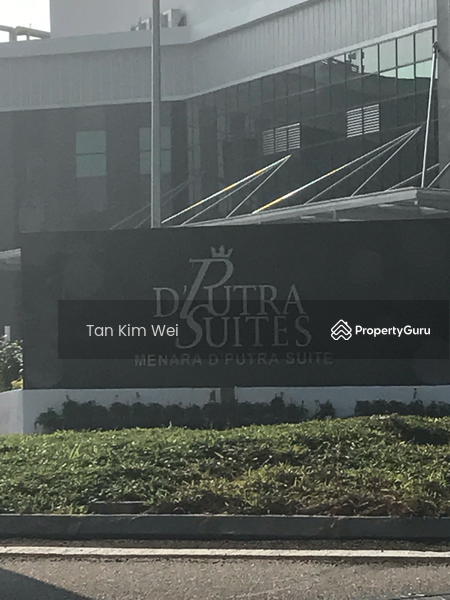 D'PUTRA
SUITES
MENARA D'PUTRA SUITE
Tan Kim Wei
PropertyGuru